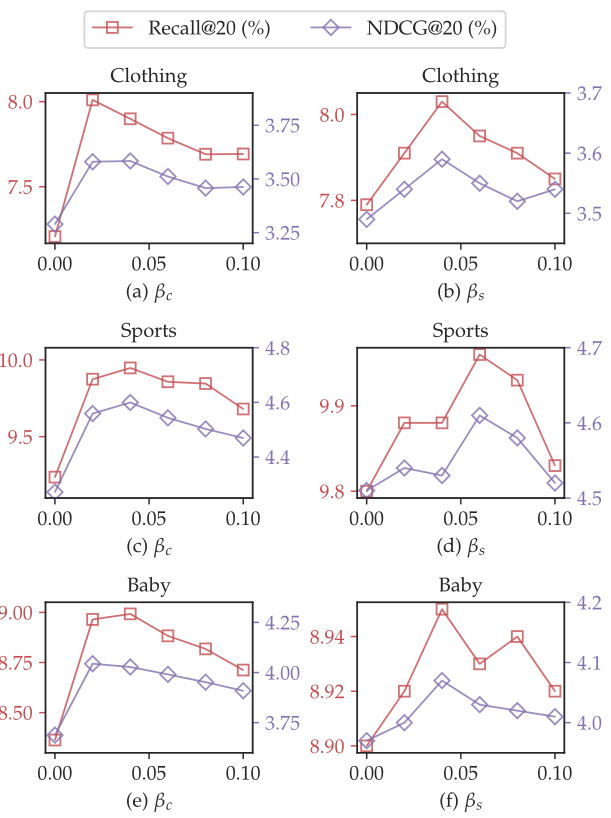 Recall@20 (%) NDCG@20 (%)
Clothing Clothing
8.0 7.5 3.75 3.50 3.25 8.0 7.8 3.7 3.6 3.5
0.00 0.05 0.10 0.00 0.05 0.10
(a) βc (b) βs
Sports Sports
10.0 9.5 4.8 4.6 4.4 9.9 9.8 4.7 4.6 4.5
0.00 0.05 0.10 0.00 0.05 0.10
(c) βc (d) βs
Baby Baby
9.00 8.75 8.50 4.25 4.00 3.75 8.94 8.92 8.90 4.2 4.1 4.0
0.00 0.05 0.10 0.00 0.05 0.10
(e) βc (f) βs